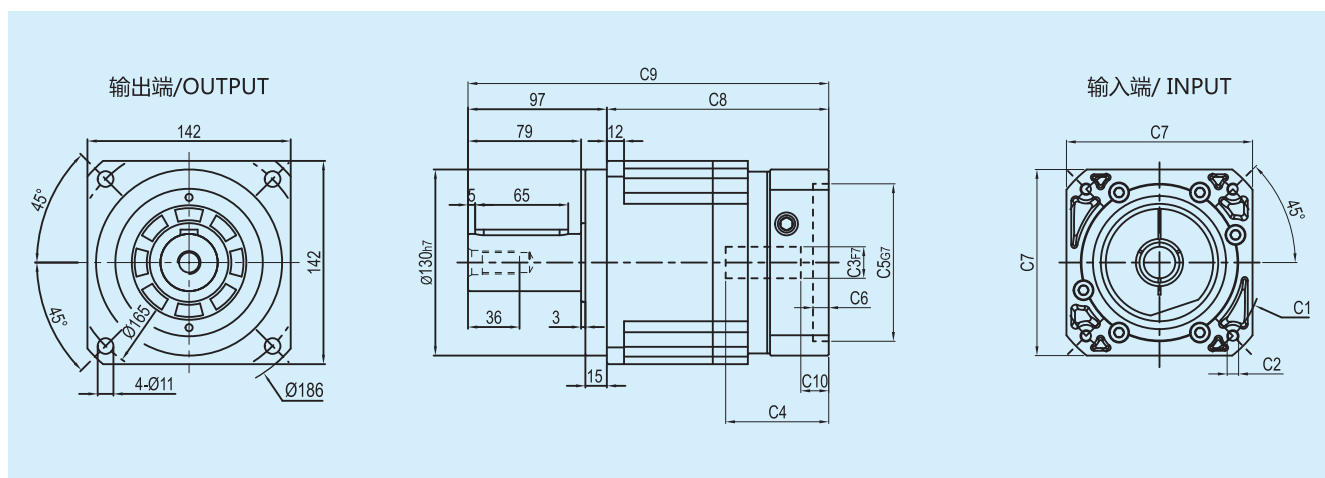 输出端/OUTPUT
142
45°
45°
142
Ø165
4-Ø11
Ø186
C9
97
C8
79
12
5
65
Ø130h7
36
3
15
C3F7
C5G7
C6
C10
C4
输入端/ INPUT
C7
45°
C7
C1
C2